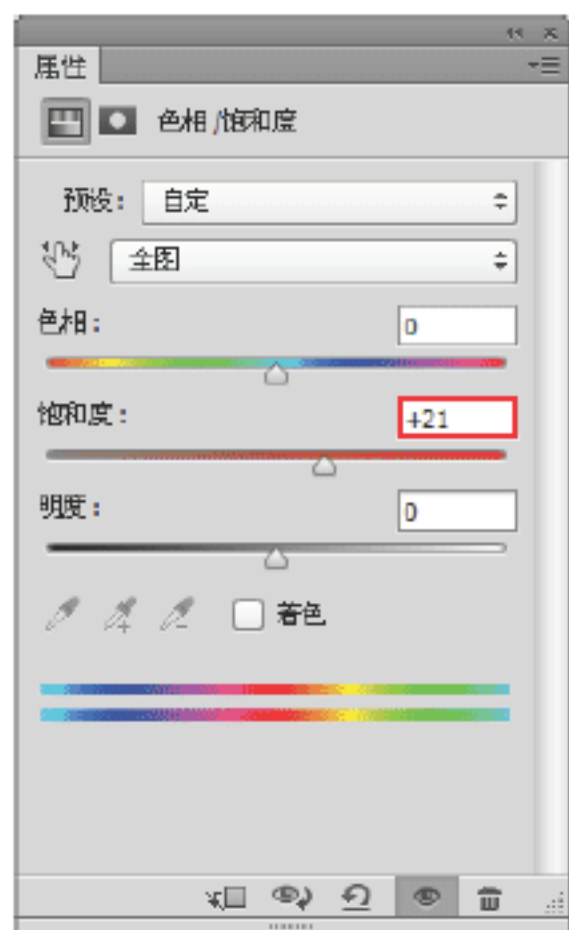 属性
色相/饱和度
预设： 自定
全图
色相： 0
饱和度： +21
明度： 0
着色